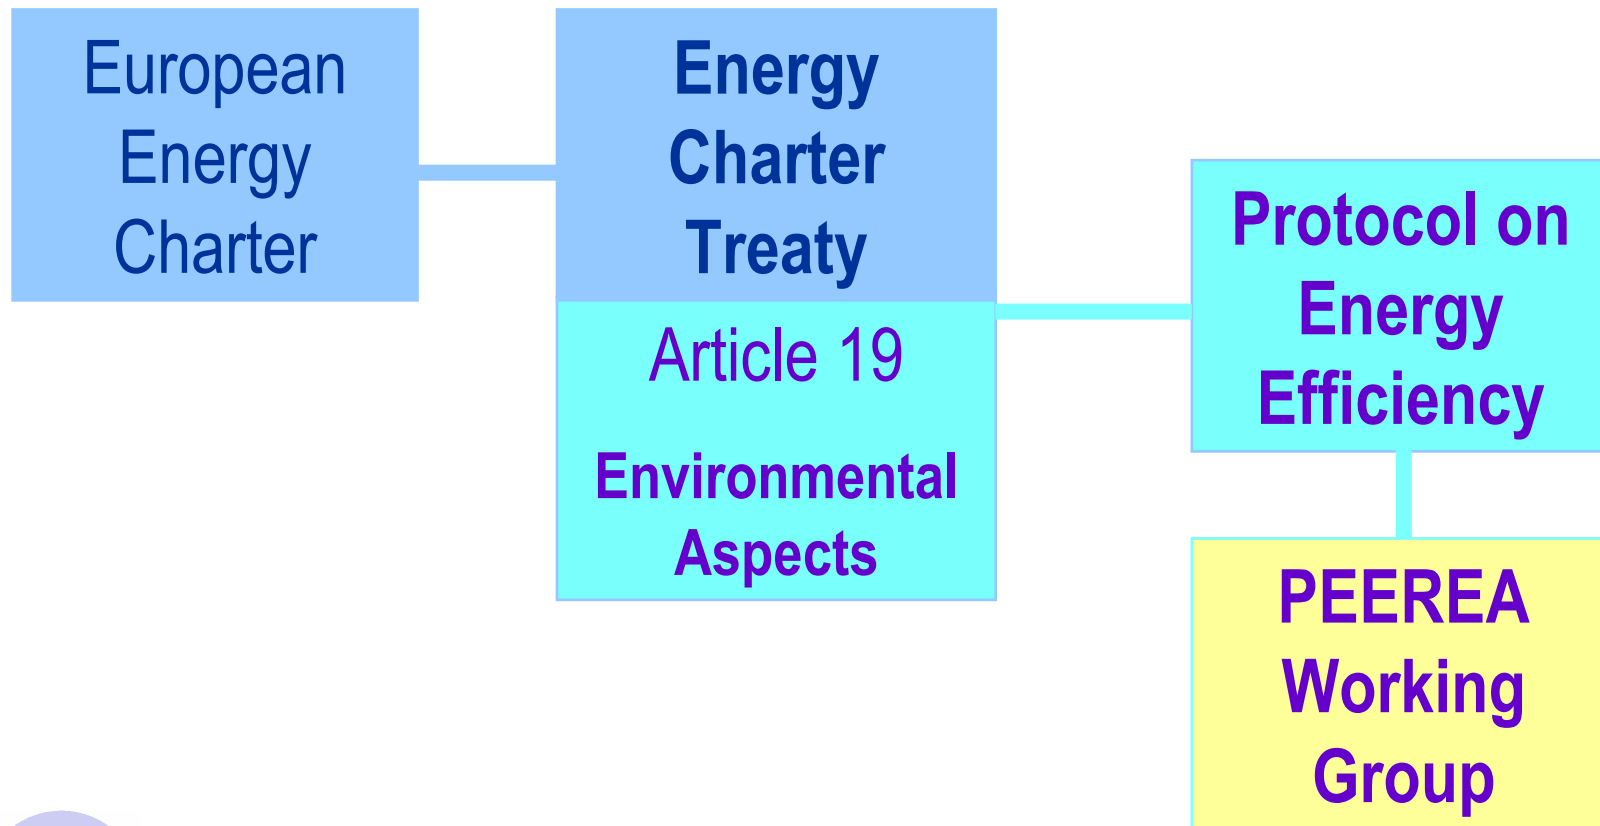 European
Energy
Charter
Energy
Charter
Treaty
Article 19
Environmental
Aspects
Protocol on
Energy
Efficiency
PEEREA
Working
Group